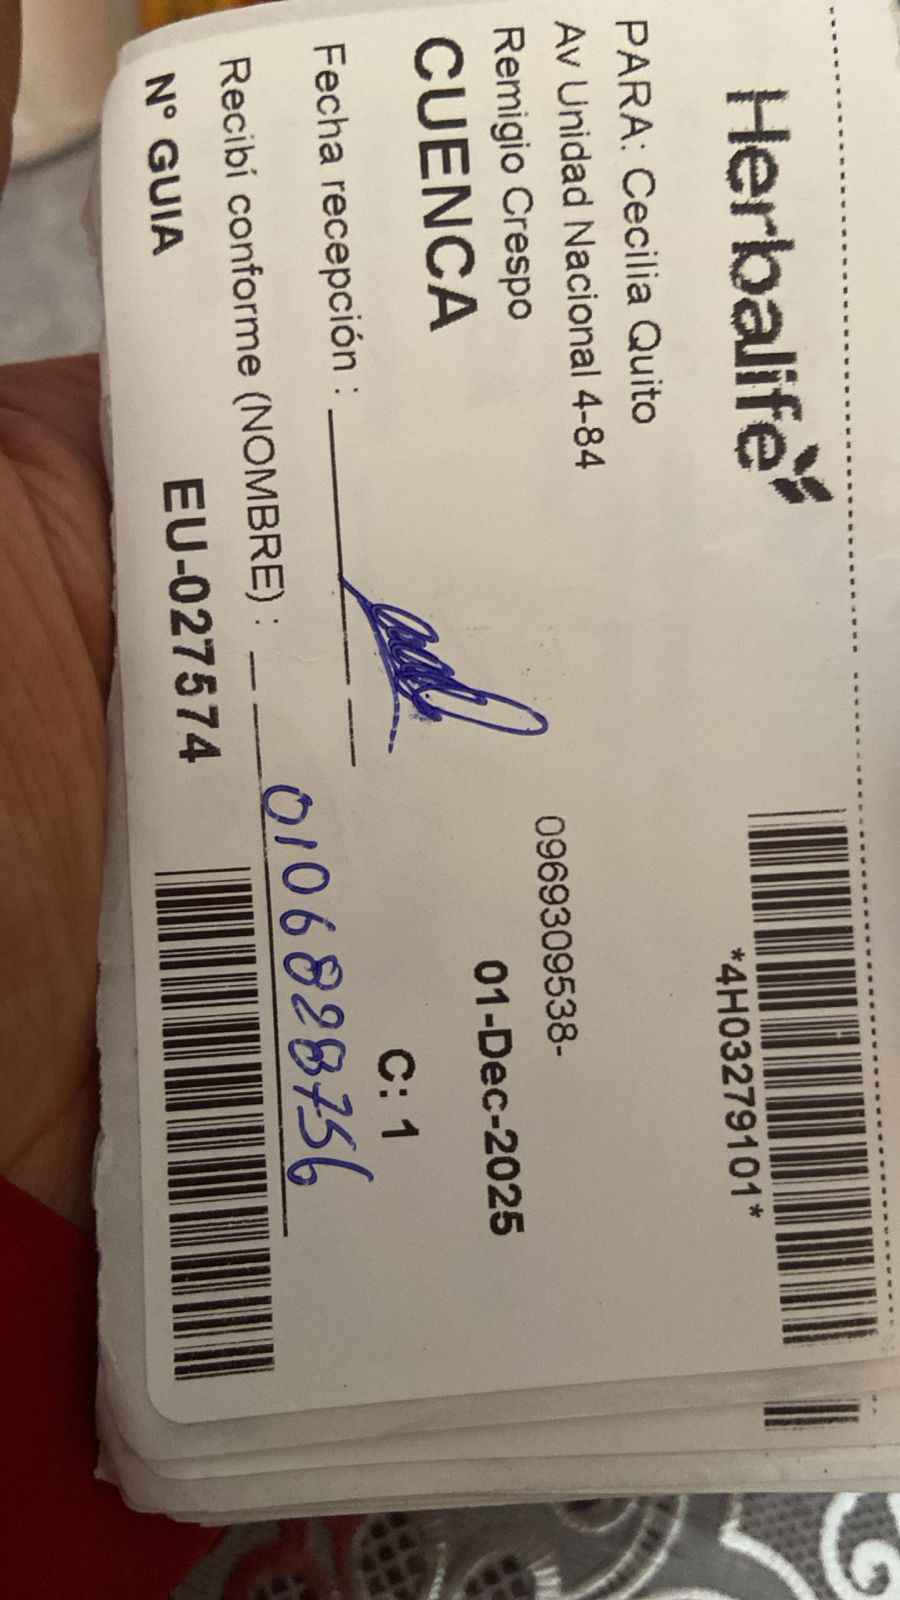 Herbalife
*4H03279101*
PARA: Cecilia Quito
Av Unidad Nacional 4-84
0969309538-
Remigio Crespo
CUENCA
01-Dec-2025
Fecha recepción :
C: 1
Recibí conforme (NOMBRE) :
0106828756
Nº GUIA
EU-027574